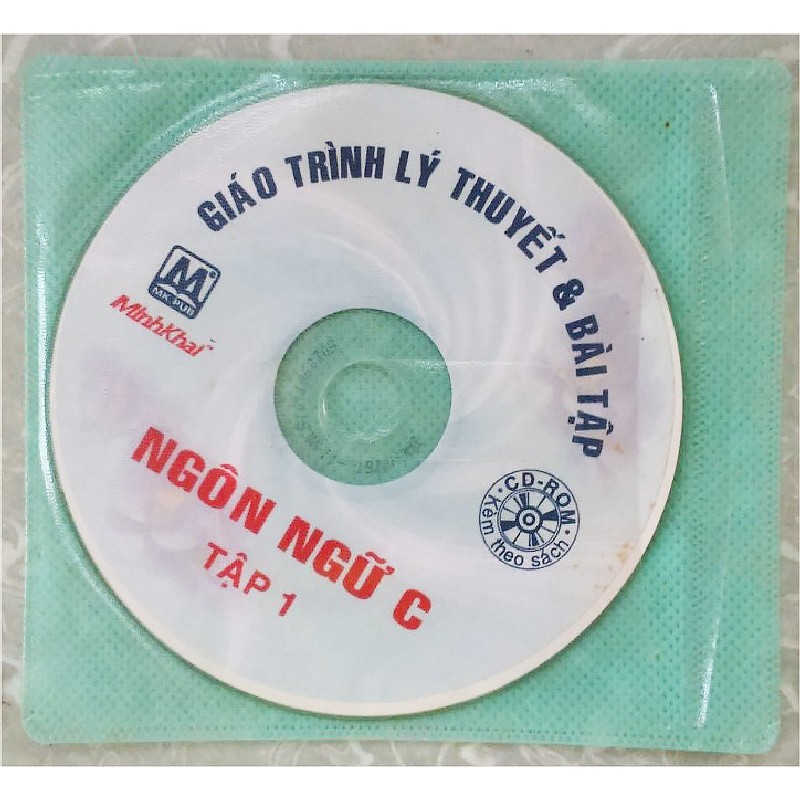 GIÁO TRÌNH LÝ THUYẾT & BÀI TẬP
M
MK.PUB
MinhKhai
NGÔN NGỮ C
TẬP 1
CD-ROM
Kèm theo sách